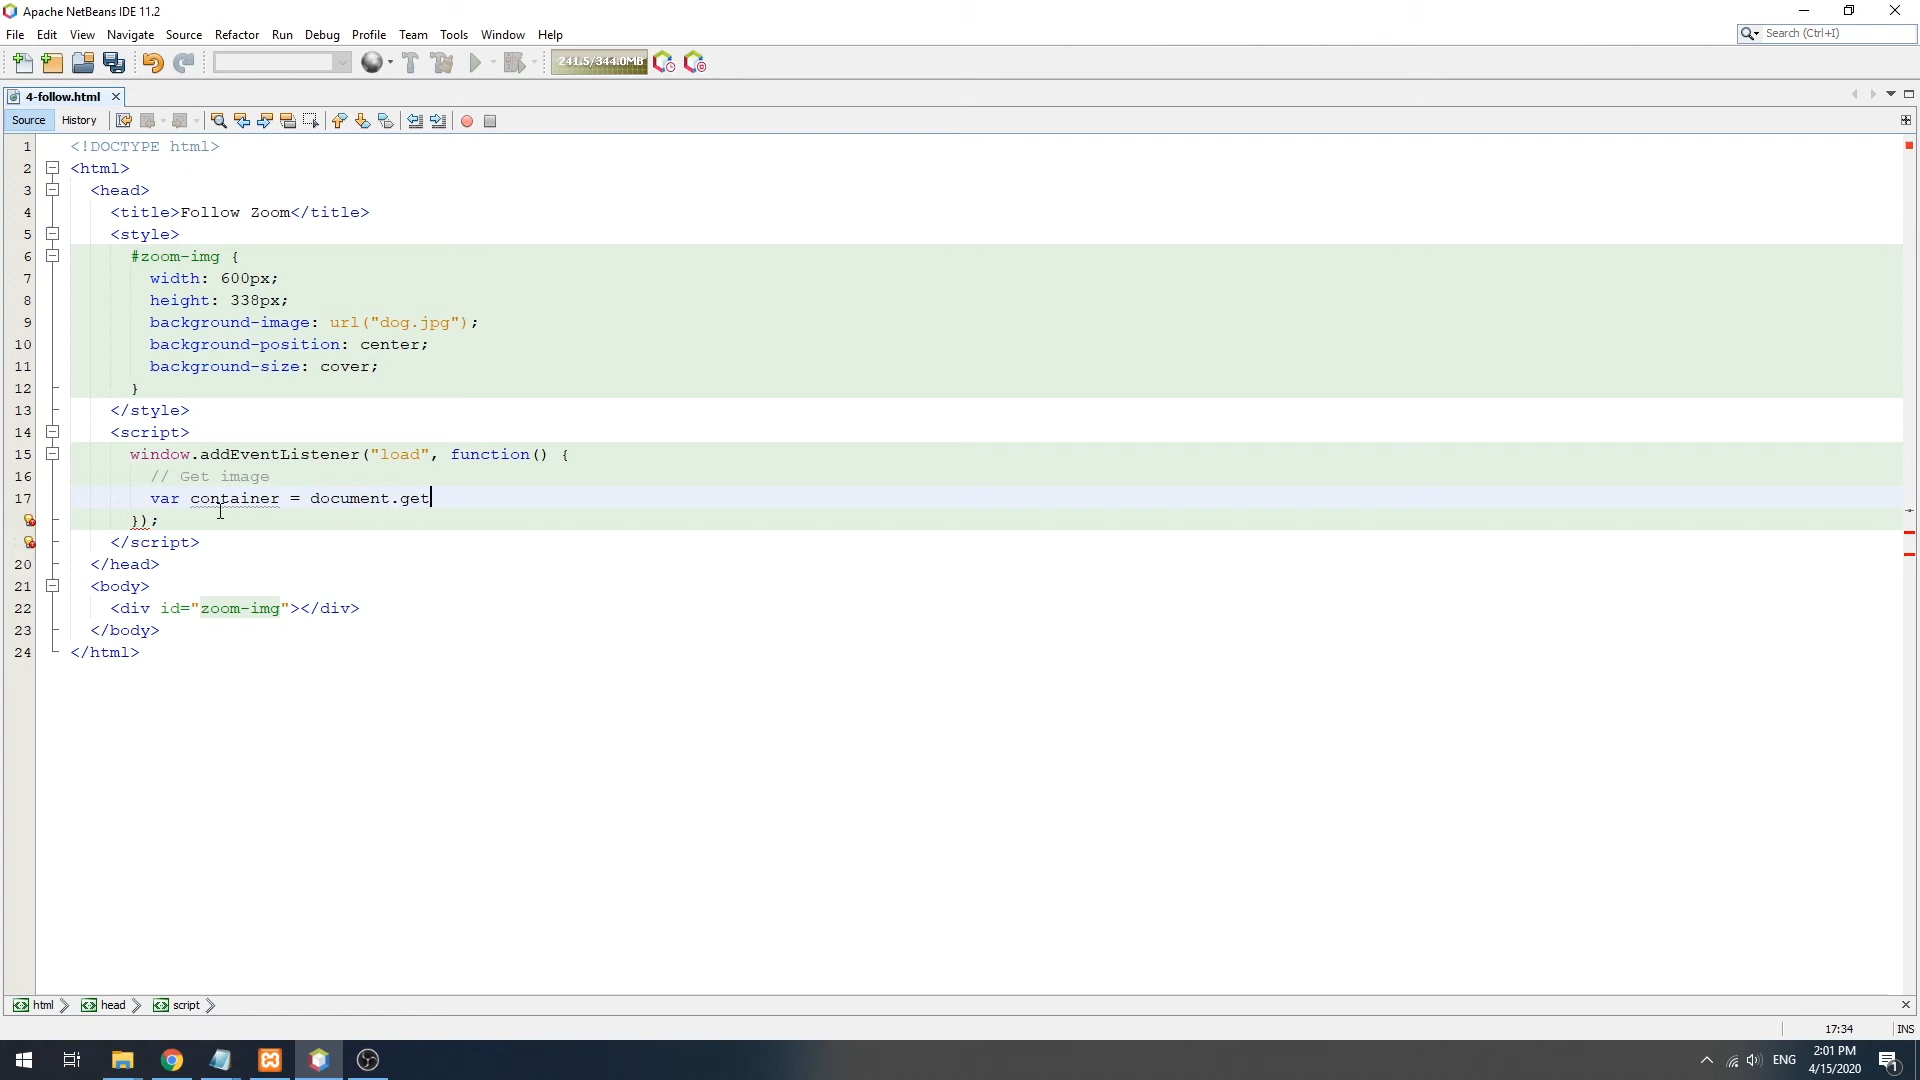 Apache NetBeans IDE 11.2
File Edit View Navigate Source Refactor Run Debug Profile Team Tools Window Help
Search (Ctrl+I)
241.5/344.0MB
4-follow.html
Source History
1 <!DOCTYPE html>
2 <html>
3 <head>
4 <title>Follow Zoom</title>
5 <style>
6 #zoom-img {
7 width: 600px;
8 height: 338px;
9 background-image: url("dog.jpg");
10 background-position: center;
11 background-size: cover;
12 }
13 </style>
14 <script>
15 window.addEventListener("load", function() {
16 // Get image
17 var container = document.get
});
</script>
20 </head>
21 <body>
22 <div id="zoom-img"></div>
23 </body>
24 </html>
html head script
17:34 INS
ENG
2:01 PM
4/15/2020
1